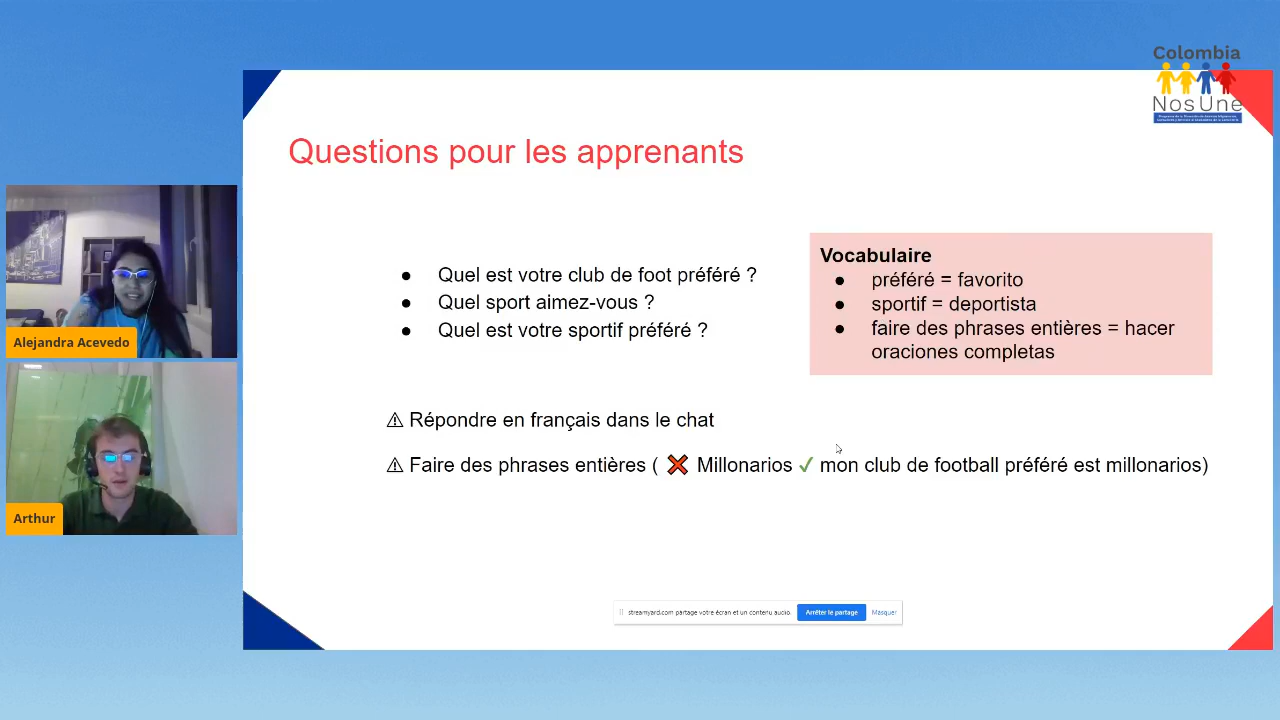 Colombia
NosUne
Questions pour les apprenants
● Quel est votre club de foot préféré ?
● Quel sport aimez-vous ?
● Quel est votre sportif préféré ?
Vocabulaire
● préféré = favorito
● sportif = deportista
● faire des phrases entières = hacer
oraciones completas
Alejandra Acevedo
⚠ Répondre en français dans le chat
⚠ Faire des phrases entières ( ❌ Millonarios ✓ mon club de football préféré est millonarios)
Arthur
streamyard.com partage votre écran et un contenu audio. Arrêter le partage Masquer